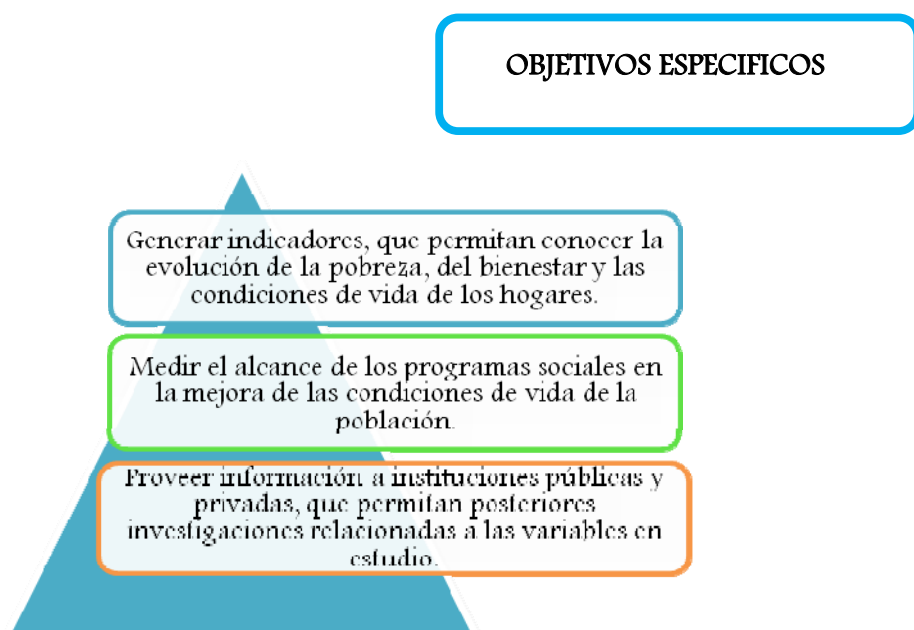 OBJETIVOS ESPECIFICOS
Generar indicadores, que permitan conocer la
evolución de la pobreza, del bienestar y las
condiciones de vida de los hogares.
Medir el alcance de los programas sociales en
la mejora de las condiciones de vida de la
población.
Proveer información a instituciones públicas y
privadas, que permitan posteriores
investigaciones relacionadas a las variables en
estudio.